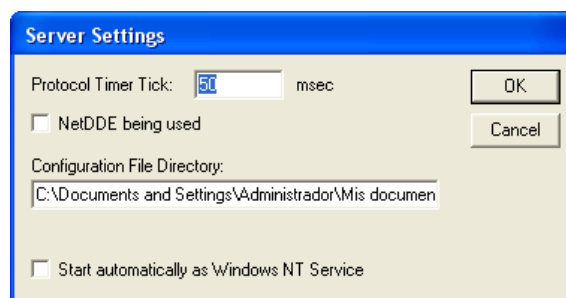 Server Settings
Protocol Timer Tick: 50 msec
OK
NetDDE being used
Cancel
Configuration File Directory:
C:\Documents and Settings\Administrador\Mis documen
Start automatically as Windows NT Service